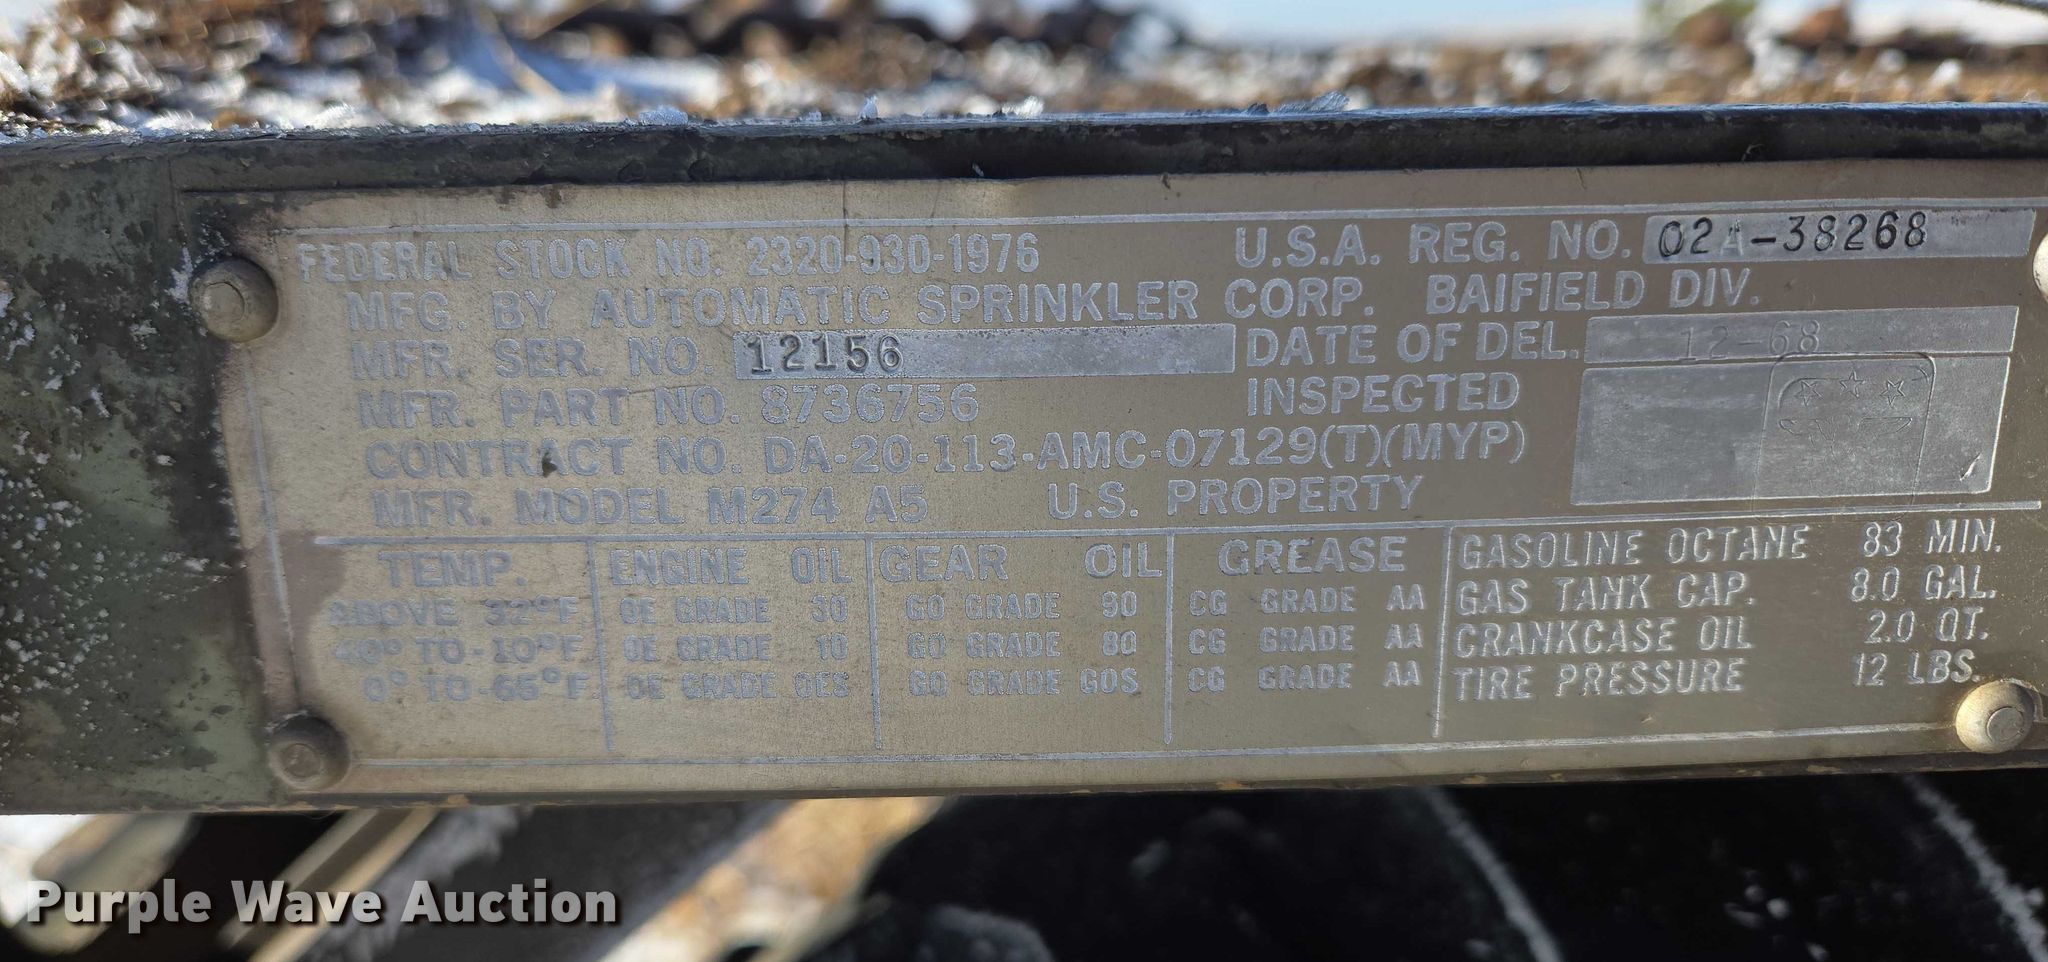 FEDERAL STOCK NO. 2320-930-1976 U.S.A. REG. NO. 02A-38268
MFG. BY AUTOMATIC SPRINKLER CORP. BAIFIELD DIV.
MFR. SER. NO. 12156 DATE OF DEL. 12-68
MFR. PART NO. 8736756 INSPECTED
CONTRACT NO. DA-20-113-AMC-07129(T)(MYP)
MFR. MODEL M274 A5 U.S. PROPERTY
TEMP. ENGINE OIL GEAR OIL GREASE GASOLINE OCTANE 83 MIN.
ABOVE 32°F. OE GRADE 30 GO GRADE 90 CG GRADE AA GAS TANK CAP. 8.0 GAL.
40° TO -10°F. OE GRADE 10 GO GRADE 80 CG GRADE AA CRANKCASE OIL 2.0 QT.
0° TO -65°F. OE GRADE OES GO GRADE GOS CG GRADE AA TIRE PRESSURE 12 LBS.
Purple Wave Auction